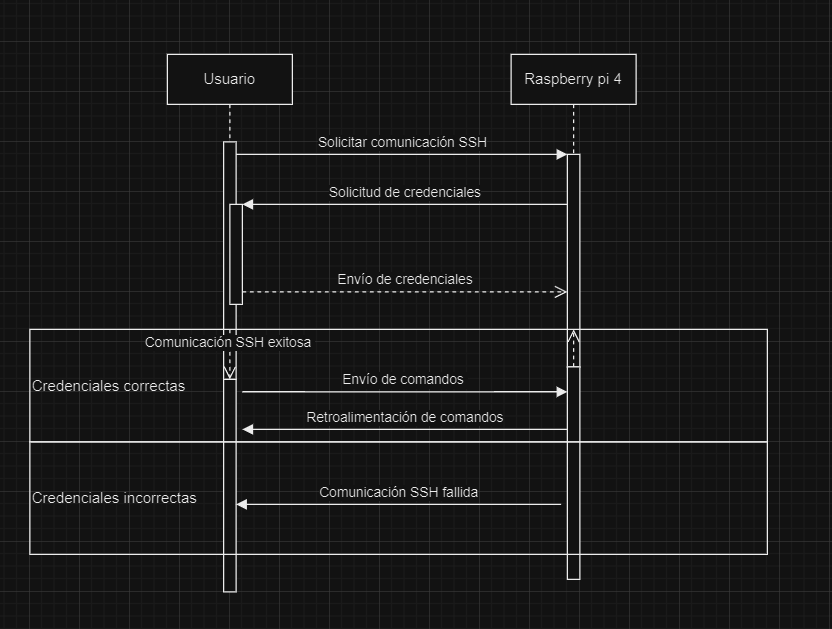 Usuario
Raspberry pi 4
Solicitar comunicación SSH
Solicitud de credenciales
Envío de credenciales
Comunicación SSH exitosa
Envío de comandos
Credenciales correctas
Retroalimentación de comandos
Comunicación SSH fallida
Credenciales incorrectas